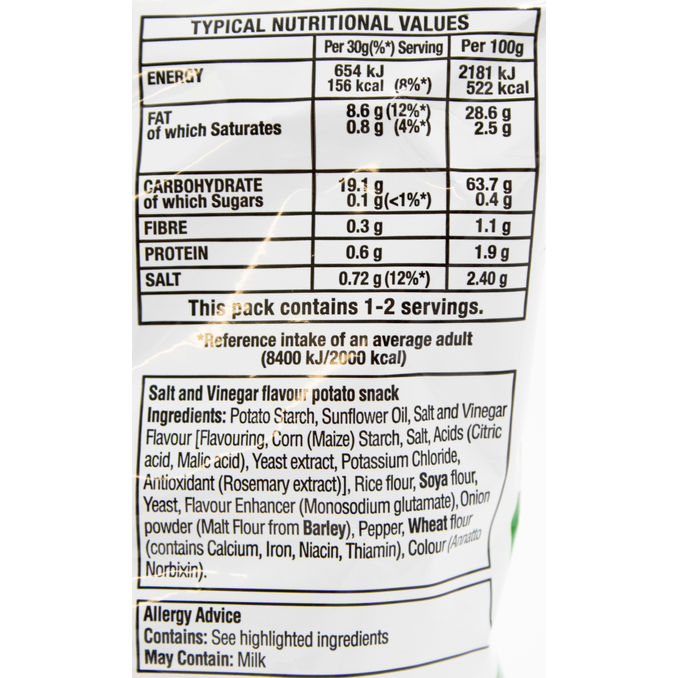 TYPICAL NUTRITIONAL VALUES
Per 30g(%*) Serving Per 100g
ENERGY 654 kJ 2181 kJ
156 kcal (8%*) 522 kcal
FAT 8.6 g (12%*) 28.6 g
of which Saturates 0.8 g (4%*) 2.5 g
CARBOHYDRATE 19.1 g 63.7 g
of which Sugars 0.1 g(<1%*) 0.4 g
FIBRE 0.3 g 1.1 g
PROTEIN 0.6 g 1.9 g
SALT 0.72 g (12%*) 2.40 g
This pack contains 1-2 servings.
*Reference intake of an average adult
(8400 kJ/2000 kcal)
Salt and Vinegar flavour potato snack
Ingredients: Potato Starch, Sunflower Oil, Salt and Vinegar
Flavour [Flavouring, Corn (Maize) Starch, Salt, Acids (Citric
acid, Malic acid), Yeast extract, Potassium Chloride,
Antioxidant (Rosemary extract)], Rice flour, Soya flour,
Yeast, Flavour Enhancer (Monosodium glutamate), Onion
powder (Malt Flour from Barley), Pepper, Wheat flour
(contains Calcium, Iron, Niacin, Thiamin), Colour (Annatto
Norbixin).
Allergy Advice
Contains: See highlighted ingredients
May Contain: Milk